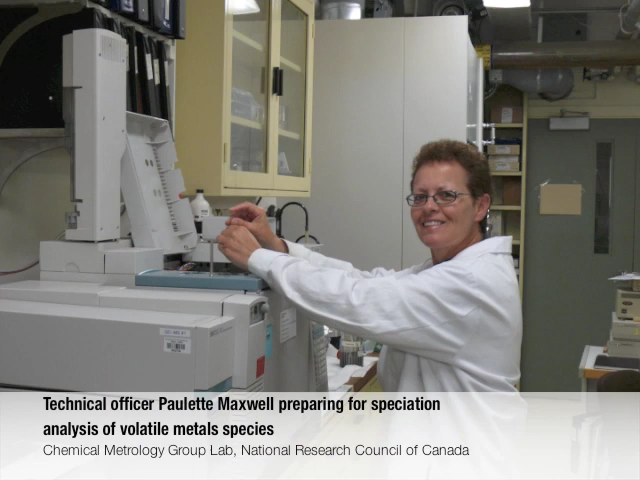 Technical officer Paulette Maxwell preparing for speciation
analysis of volatile metals species
Chemical Metrology Group Lab, National Research Council of Canada